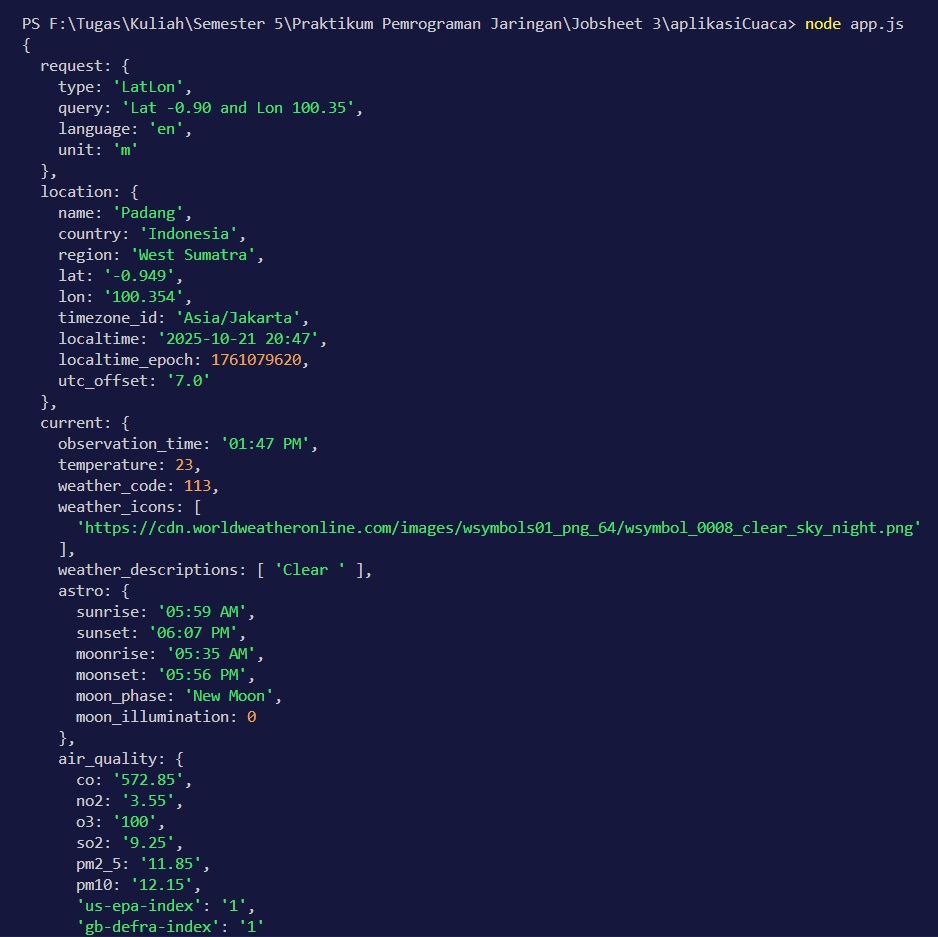 PS F:\Tugas\Kuliah\Semester 5\Praktikum Pemrograman Jaringan\Jobsheet 3\aplikasiCuaca> node app.js
{
  request: {
    type: 'LatLon',
    query: 'Lat -0.90 and Lon 100.35',
    language: 'en',
    unit: 'm'
  },
  location: {
    name: 'Padang',
    country: 'Indonesia',
    region: 'West Sumatra',
    lat: '-0.949',
    lon: '100.354',
    timezone_id: 'Asia/Jakarta',
    localtime: '2025-10-21 20:47',
    localtime_epoch: 1761079620,
    utc_offset: '7.0'
  },
  current: {
    observation_time: '01:47 PM',
    temperature: 23,
    weather_code: 113,
    weather_icons: [
      'https://cdn.worldweatheronline.com/images/wsymbols01_png_64/wsymbol_0008_clear_sky_night.png'
    ],
    weather_descriptions: [ 'Clear ' ],
    astro: {
      sunrise: '05:59 AM',
      sunset: '06:07 PM',
      moonrise: '05:35 AM',
      moonset: '05:56 PM',
      moon_phase: 'New Moon',
      moon_illumination: 0
    },
    air_quality: {
      co: '572.85',
      no2: '3.55',
      o3: '100',
      so2: '9.25',
      pm2_5: '11.85',
      pm10: '12.15',
      'us-epa-index': '1',
      'gb-defra-index': '1'